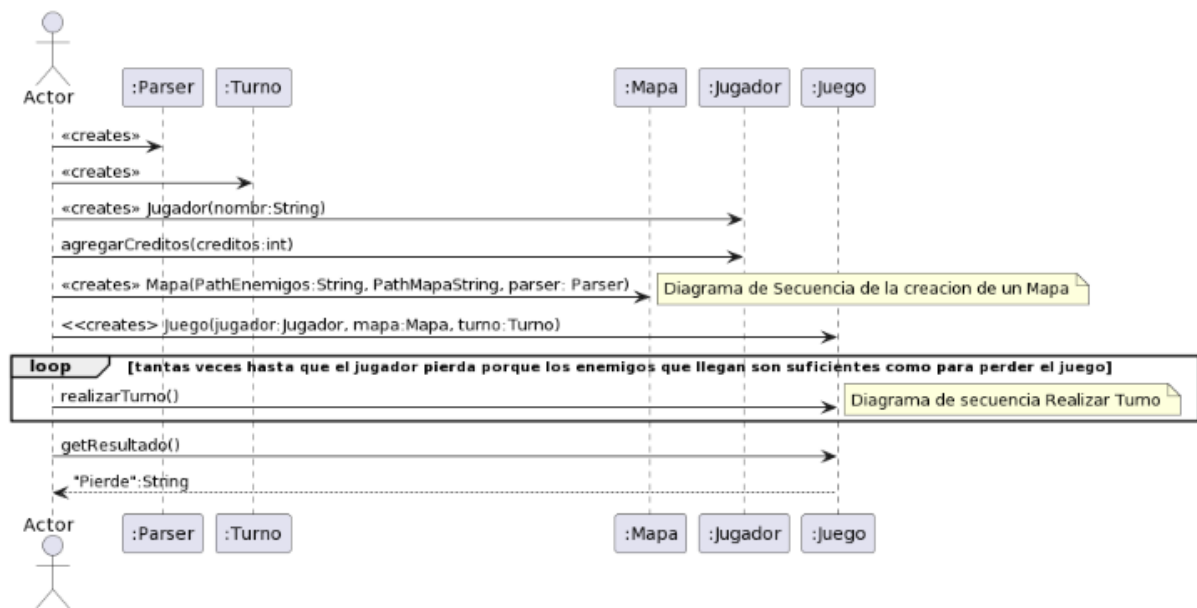 Actor
:Parser
:Turno
:Mapa
:Jugador
:Juego
«creates»
«creates»
«creates» Jugador(nombr:String)
agregarCreditos(creditos:int)
«creates» Mapa(PathEnemigos:String, PathMapaString, parser: Parser)
Diagrama de Secuencia de la creacion de un Mapa
<<creates> Juego(jugador:Jugador, mapa:Mapa, turno:Turno)
loop
[tantas veces hasta que el jugador pierda porque los enemigos que llegan son suficientes como para perder el juego]
realizarTurno()
Diagrama de secuencia Realizar Turno
getResultado()
"Pierde":String
Actor
:Parser
:Turno
:Mapa
:Jugador
:Juego